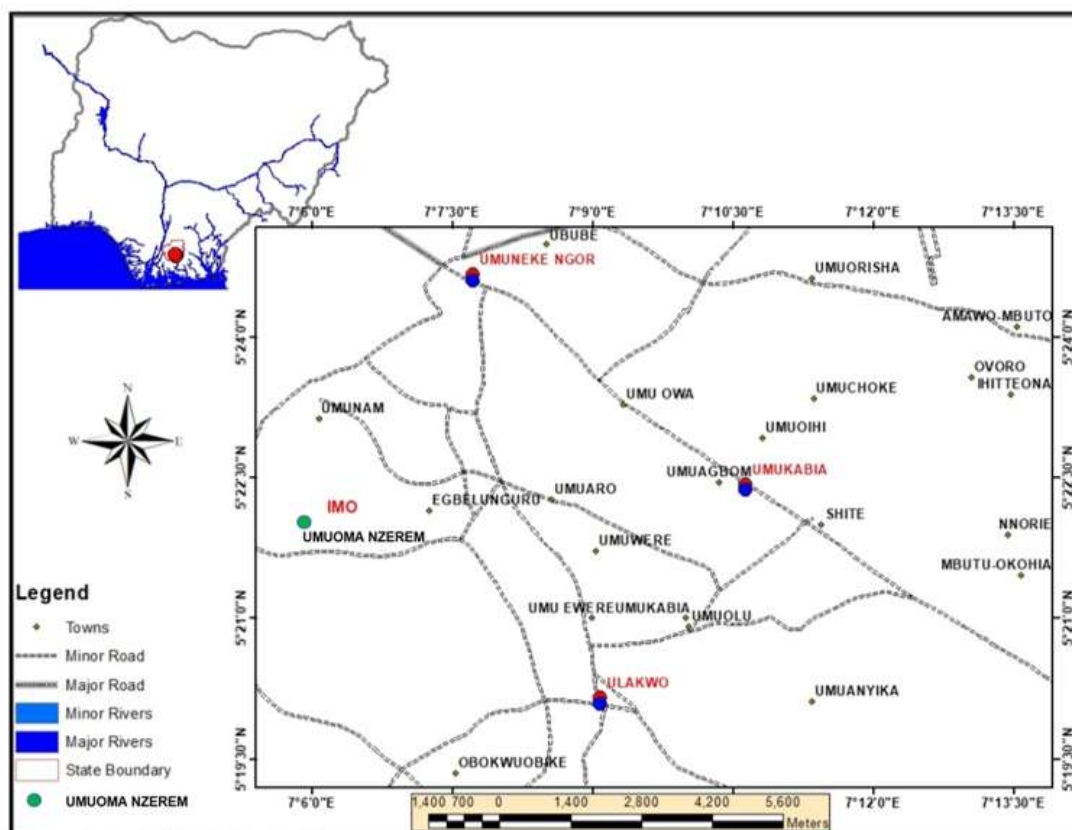 7°6'0"E 7°7'30"E 7°9'0"E 7°10'30"E 7°12'0"E 7°13'30"E
UBUBE
UMUNEKE NGOR
UMUORISHA
AMAWO-MBUTO
5°24'0"N 5°24'0"N
OVORO
IHITTEONA
UMU OWA
UMUCHOKE
UMUNAM
UMUOIHI
N
W E
S
5°22'30"N 5°22'30"N
UMUAGBOM
UMUKABIA
EGBELUNGURU
UMUARO
IMO
SHITE
NNORIE
UMUOMA NZEREM
UMUWERE
MBUTU-OKOHIA
5°21'0"N 5°21'0"N
UMU EWERE
UMUKABIA
UMUOLU
ULAKWO
UMUANYIKA
5°19'30"N 5°19'30"N
OBOKWUOBIKE
7°6'0"E 7°12'0"E 7°13'30"E
1,400 700 0 1,400 2,800 4,200 5,600
Meters
Legend
Towns
Minor Road
Major Road
Minor Rivers
Major Rivers
State Boundary
UMUOMA NZEREM